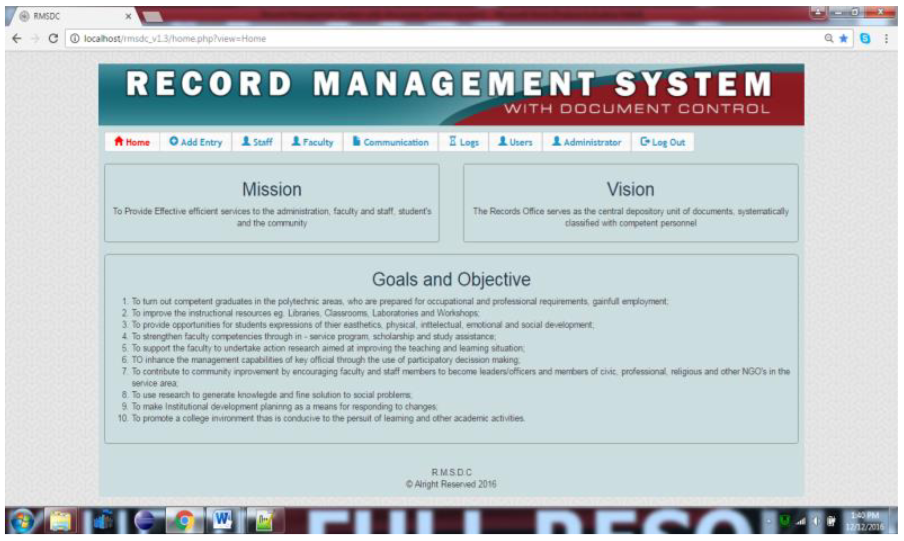 RMSDC
localhost/rmsdc_v1.3/home.php?view=Home
RECORD MANAGEMENT SYSTEM
WITH DOCUMENT CONTROL
Home Add Entry Staff Faculty Communication Logs Users Administrator Log Out
Mission
To Provide Effective efficient services to the administration, faculty and staff, student's
and the community
Vision
The Records Office serves as the central depository unit of documents, systematically
classified with competent personnel
Goals and Objective
1. To turn out competent graduates in the polytechnic areas, who are prepared for occupational and professional requirements, gainfull employment;
2. To improve the instructional resources eg. Libraries, Classrooms, Laboratories and Workshops;
3. To provide opportunities for students expressions of thier easthetics, physical, inttelectual, emotional and social development;
4. To strengthen faculty competencies through in - service program, scholarship and study assistance;
5. To support the faculty to undertake action research aimed at improving the teaching and learning situation;
6. TO inhance the management capabilities of key official through the use of participatory decission making;
7. To contribute to community inprovement by encouraging faculty and staff members to become leaders/officers and members of civic, professional, religious and other NGO's in the
service area;
8. To use research to generate knowlegde and fine solution to social problems;
9. To make Institutional development planinng as a means for responding to changes;
10. To promote a college invironment thas is conducive to the persuit of learning and other academic activities.
R.M.S.D.C
© Alright Reserved 2016
FULL RESO
1:40 PM
12/12/2016